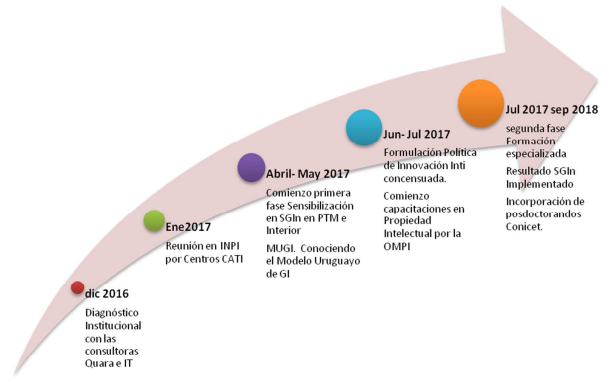 dic 2016
Diagnóstico
Institucional
con las
consultoras
Quara e IT
Ene2017
Reunión en INPI
por Centros CATI
Abril- May 2017
Comienzo primera
fase Sensibilización
en SGIn en PTM e
Interior
MUGI. Conociendo
el Modelo Uruguayo
de GI
Jun- Jul 2017
Formulación Política
de Innovación Inti
concensuada.
Comienzo
capacitaciones en
Propiedad
Intelectual por la
OMPI
Jul 2017 sep 2018
segunda fase
Formación
especializada
Resultado SGIn
Implementado
Incorporación de
posdoctorandos
Conicet.